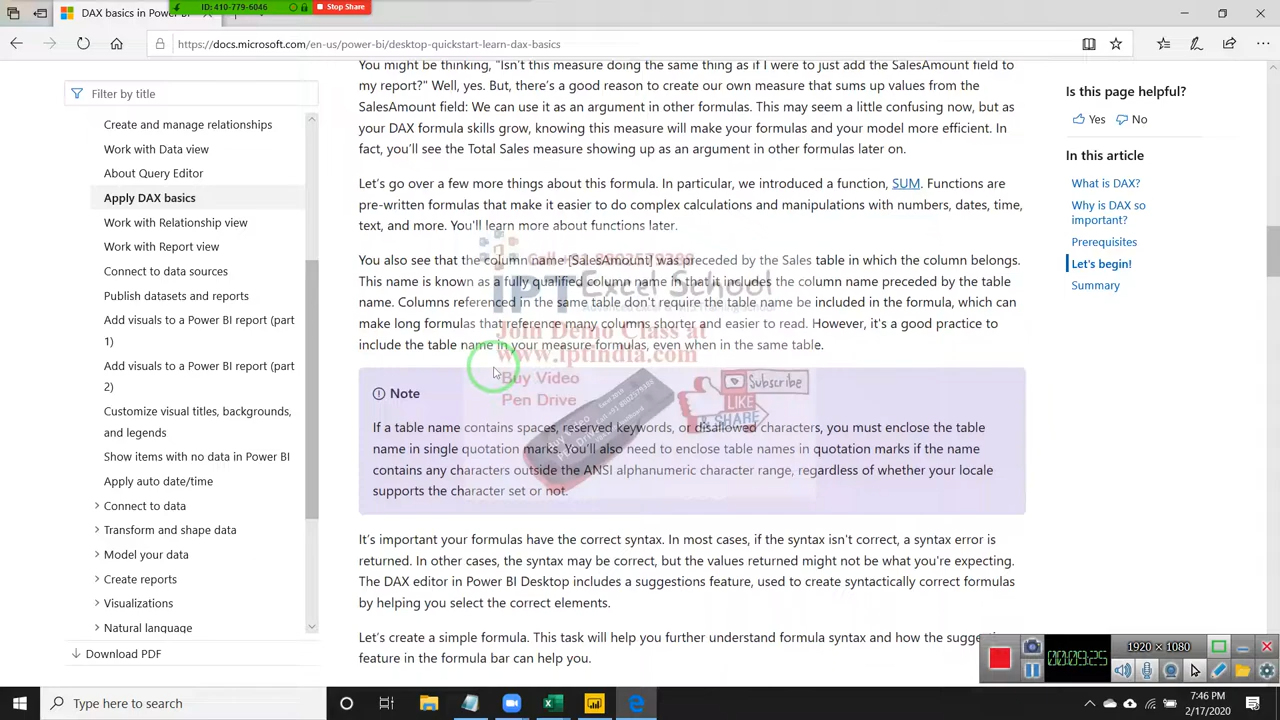 DAX basics in Power BI
ID: 410-779-6046
Stop Share
https://docs.microsoft.com/en-us/power-bi/desktop-quickstart-learn-dax-basics
Filter by title
Create and manage relationships
Work with Data view
About Query Editor
Apply DAX basics
Work with Relationship view
Work with Report view
Connect to data sources
Publish datasets and reports
Add visuals to a Power BI report (part
1)
Add visuals to a Power BI report (part
2)
Customize visual titles, backgrounds,
and legends
Show items with no data in Power BI
Apply auto date/time
Connect to data
Transform and shape data
Model your data
Create reports
Visualizations
Natural language
Download PDF
You might be thinking, "Isn't this measure doing the same thing as if I were to just add the SalesAmount field to
my report?" Well, yes. But, there's a good reason to create our own measure that sums up values from the
SalesAmount field: We can use it as an argument in other formulas. This may seem a little confusing now, but as
your DAX formula skills grow, knowing this measure will make your formulas and your model more efficient. In
fact, you'll see the Total Sales measure showing up as an argument in other formulas later on.
Let's go over a few more things about this formula. In particular, we introduced a function, SUM. Functions are
pre-written formulas that make it easier to do complex calculations and manipulations with numbers, dates, time,
text, and more. You'll learn more about functions later.
You also see that the column name [SalesAmount] was preceded by the Sales table in which the column belongs.
This name is known as a fully qualified column name in that it includes the column name preceded by the table
name. Columns referenced in the same table don't require the table name be included in the formula, which can
make long formulas that reference many columns shorter and easier to read. However, it's a good practice to
include the table name in your measure formulas, even when in the same table.
Note
If a table name contains spaces, reserved keywords, or disallowed characters, you must enclose the table
name in single quotation marks. You'll also need to enclose table names in quotation marks if the name
contains any characters outside the ANSI alphanumeric character range, regardless of whether your locale
supports the character set or not.
It's important your formulas have the correct syntax. In most cases, if the syntax isn't correct, a syntax error is
returned. In other cases, the syntax may be correct, but the values returned might not be what you're expecting.
The DAX editor in Power BI Desktop includes a suggestions feature, used to create syntactically correct formulas
by helping you select the correct elements.
Let's create a simple formula. This task will help you further understand formula syntax and how the
feature in the formula bar can help you.
IPT Excel School
Join Demo Class at
www.iptindia.com
Buy Video
Pen Drive
Subscribe
LIKE
& SHARE
Is this page helpful?
Yes No
In this article
What is DAX?
Why is DAX so
important?
Prerequisites
Let's begin!
Summary
1920 × 1080
00:09:25
Type here to search
7:46 PM
2/17/2020